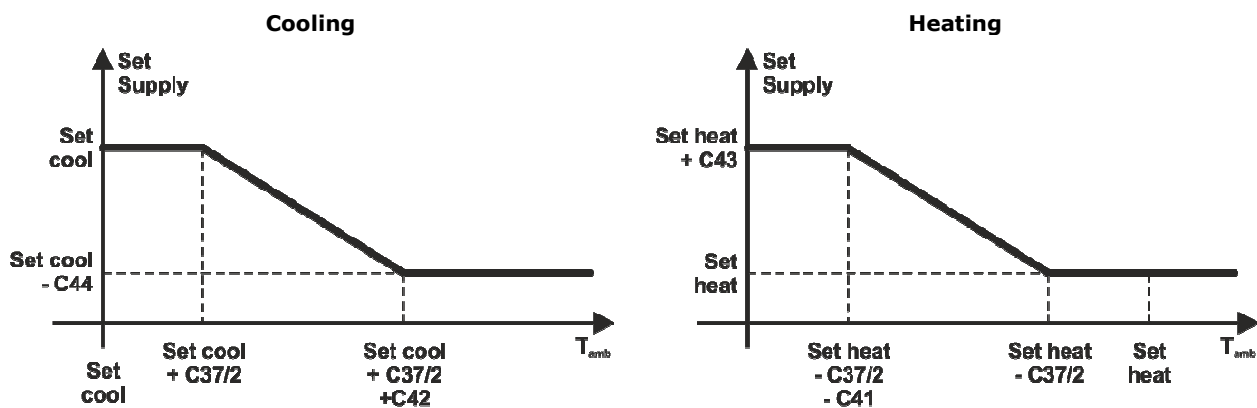 Cooling
Set
Supply
Set
cool
Set cool
- C44
Set
cool
Set cool
+ C37/2
Set cool
+ C37/2
+C42
Tamb
Heating
Set
Supply
Set heat
+ C43
Set
heat
Set heat
- C37/2
- C41
Set heat
- C37/2
Set
heat
Tamb